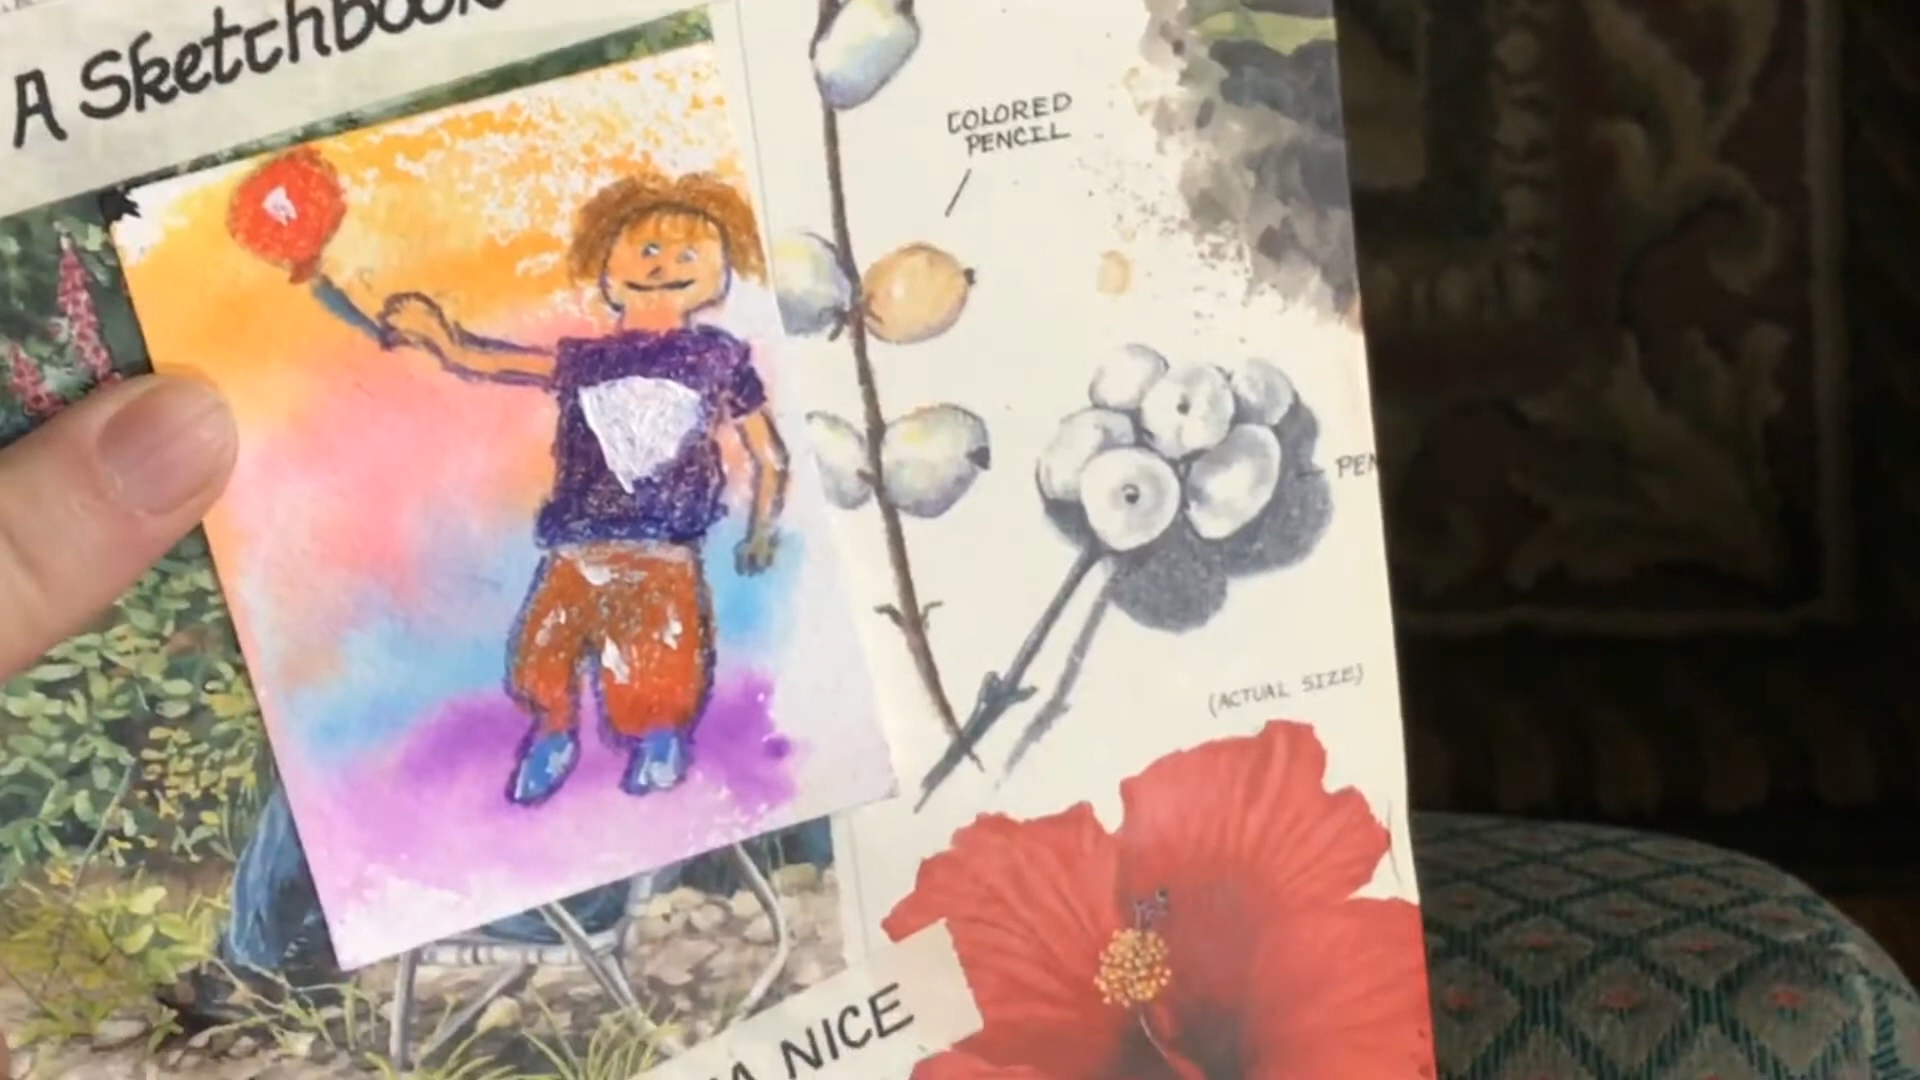 A Sketchbook
COLORED
PENCIL
(ACTUAL SIZE)
NICE